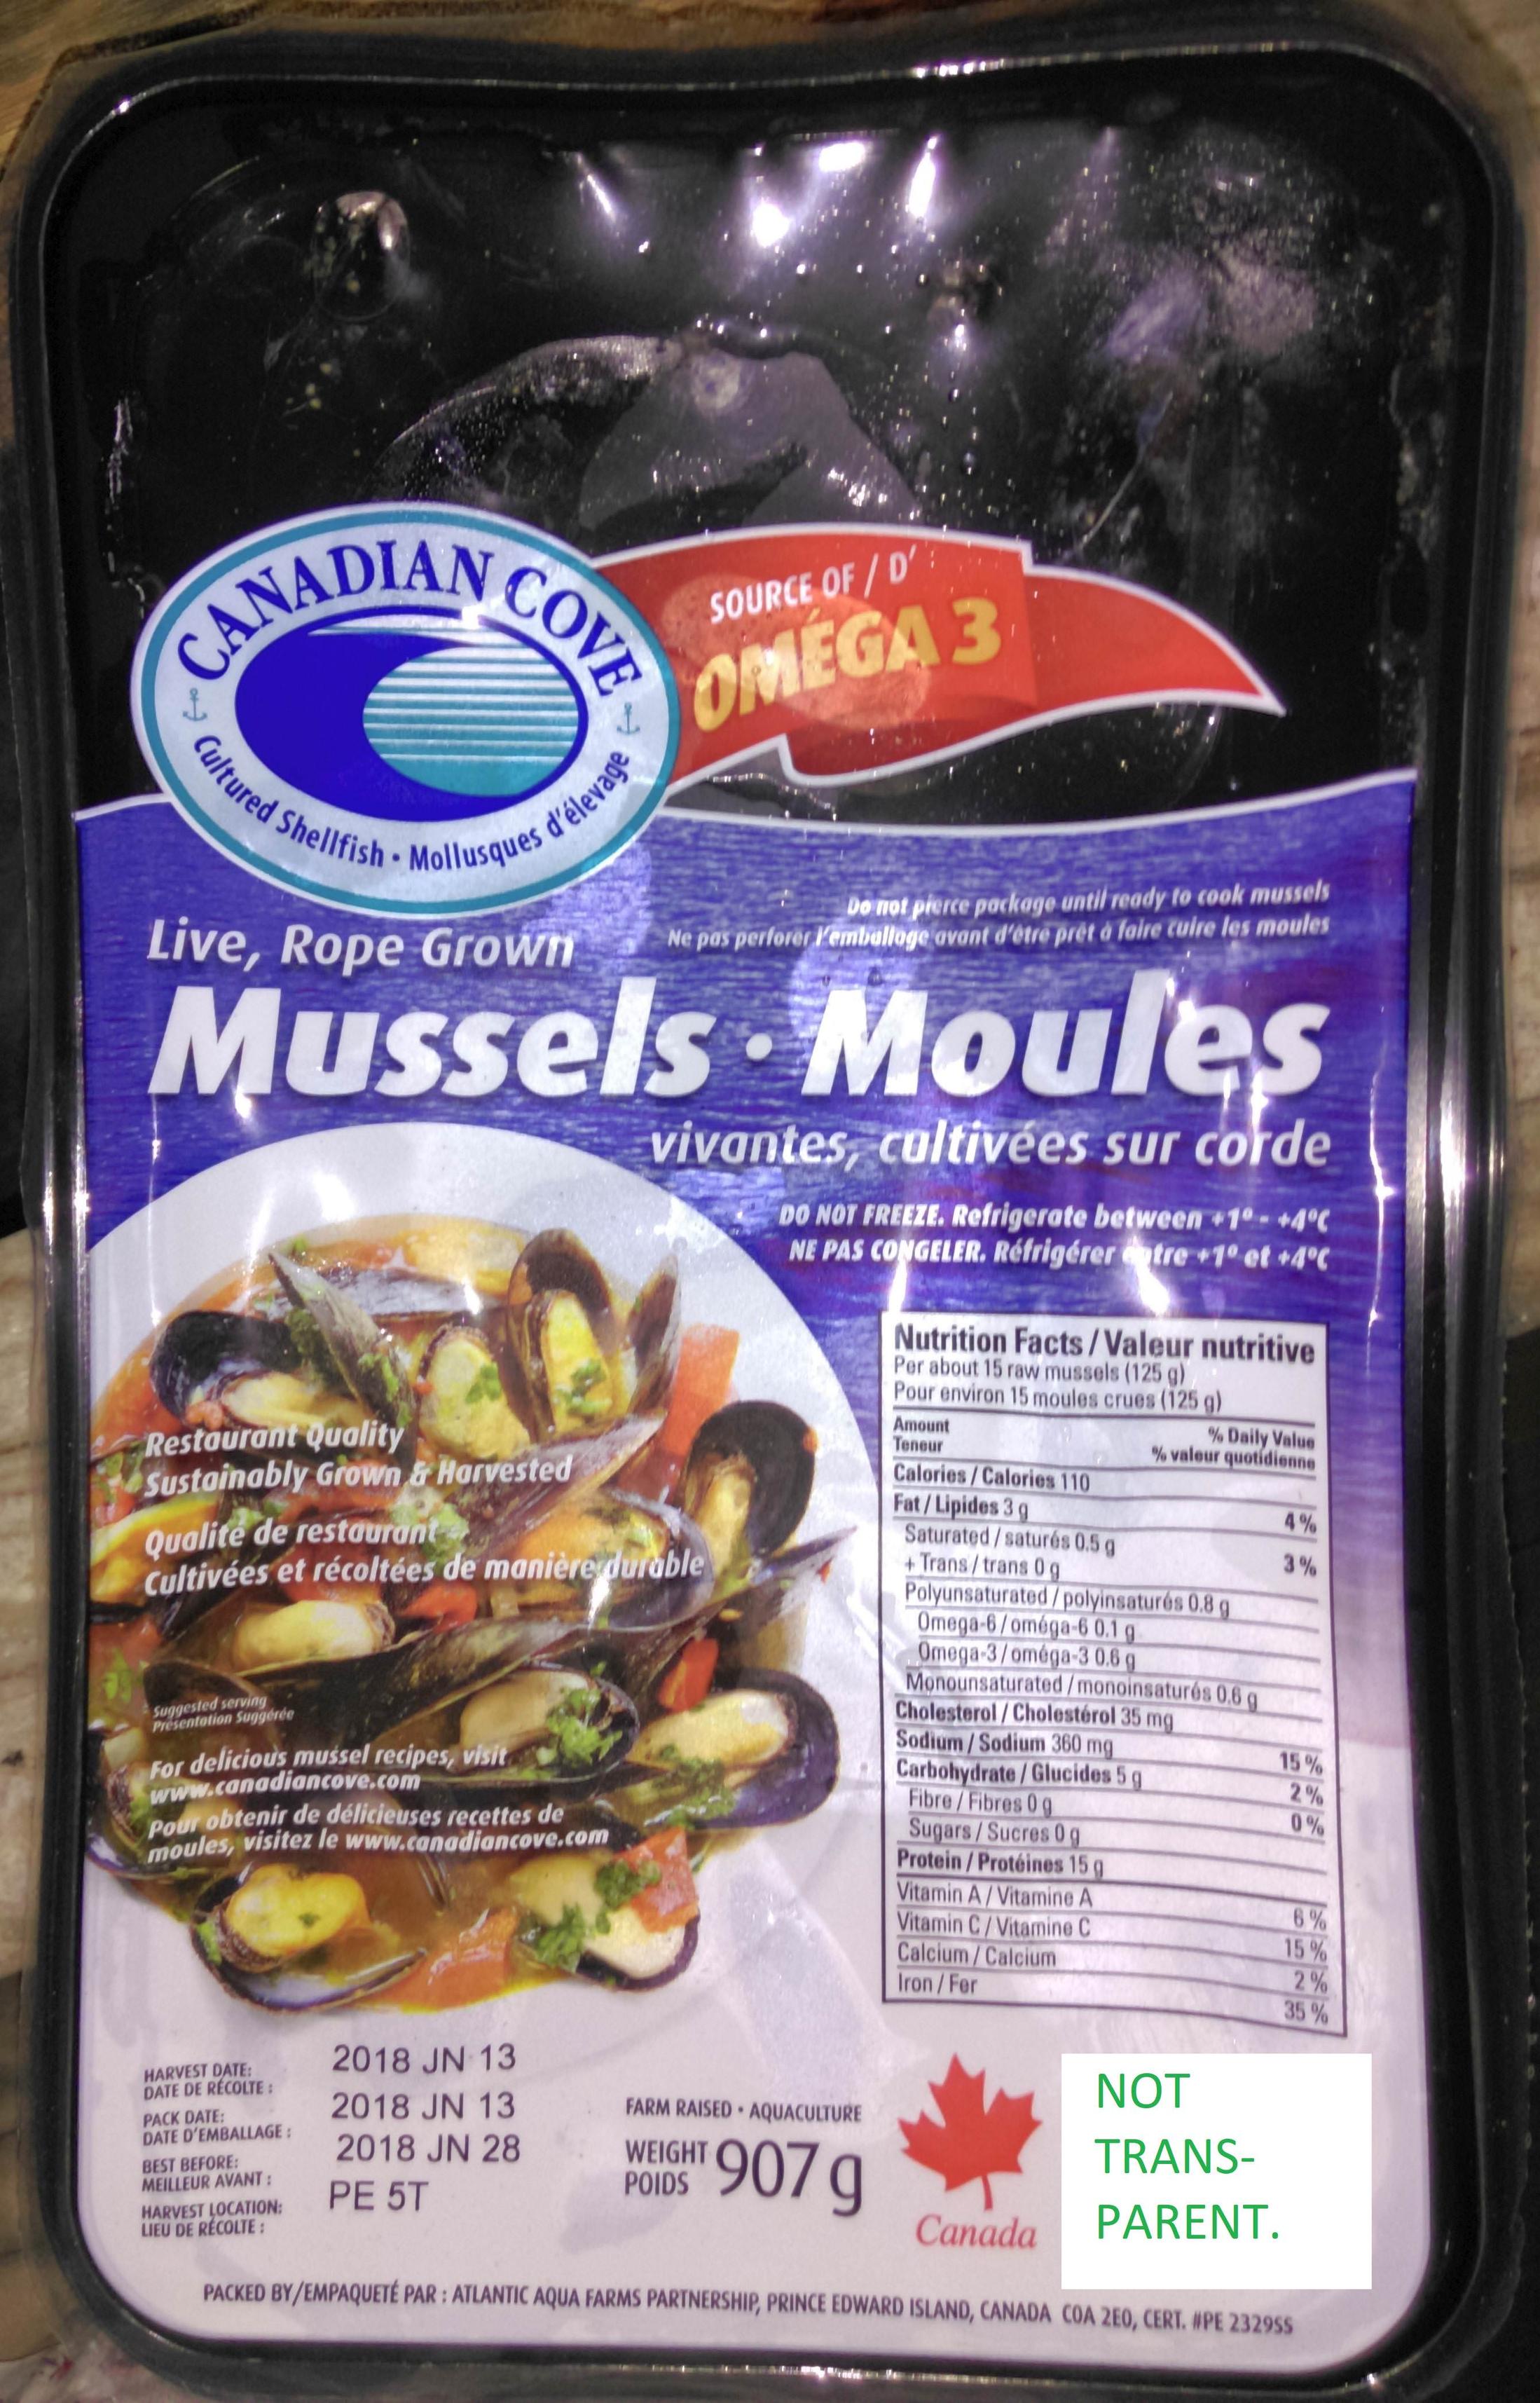 CANADIAN COVE
Cultured Shellfish • Mollusques d'élevage
SOURCE OF / D'
OMÉGA 3
Do not pierce package until ready to cook mussels
Ne pas perforer l'emballage avant d'être prêt à faire cuire les moules
Live, Rope Grown
Mussels • Moules
vivantes, cultivées sur corde
DO NOT FREEZE. Refrigerate between +1° - +4°C
NE PAS CONGELER. Réfrigérer entre +1° et +4°C
Restaurant Quality
Sustainably Grown & Harvested
Qualité de restaurant
Cultivées et récoltées de manière durable
Suggested serving
Présentation Suggérée
For delicious mussel recipes, visit
www.canadiancove.com
Pour obtenir de délicieuses recettes de
moules, visitez le www.canadiancove.com
Nutrition Facts / Valeur nutritive
Per about 15 raw mussels (125 g)
Pour environ 15 moules crues (125 g)
Amount % Daily Value
Teneur % valeur quotidienne
Calories / Calories 110
Fat / Lipides 3 g 4 %
Saturated / saturés 0.5 g
+ Trans / trans 0 g 3 %
Polyunsaturated / polyinsaturés 0.8 g
Omega-6 / oméga-6 0.1 g
Omega-3 / oméga-3 0.6 g
Monounsaturated / monoinsaturés 0.6 g
Cholesterol / Cholestérol 35 mg
Sodium / Sodium 360 mg 15 %
Carbohydrate / Glucides 5 g 2 %
Fibre / Fibres 0 g 0 %
Sugars / Sucres 0 g
Protein / Protéines 15 g
Vitamin A / Vitamine A 6 %
Vitamin C / Vitamine C 15 %
Calcium / Calcium 2 %
Iron / Fer 35 %
HARVEST DATE: 2018 JN 13
DATE DE RÉCOLTE :
PACK DATE: 2018 JN 13
DATE D'EMBALLAGE :
BEST BEFORE: 2018 JN 28
MEILLEUR AVANT :
HARVEST LOCATION: PE 5T
LIEU DE RÉCOLTE :
FARM RAISED • AQUACULTURE
WEIGHT 907 g
POIDS
Canada
NOT
TRANS-
PARENT.
PACKED BY/EMPAQUETÉ PAR : ATLANTIC AQUA FARMS PARTNERSHIP, PRINCE EDWARD ISLAND, CANADA C0A 2E0, CERT. #PE 2329SS